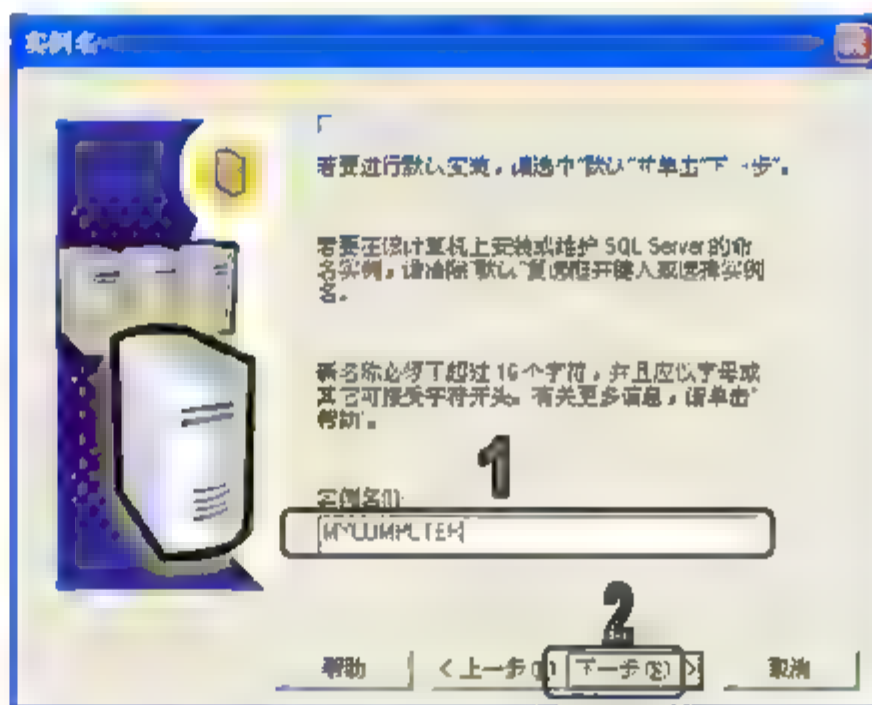 实例名
若要进行默认安装，请选中"默认"并单击"下一步"。
若要在该计算机上安装或维护 SQL Server 的命
名实例，请清除"默认"复选框并键入或选择实例
名。
新名称必须不超过 16 个字符，并且应以字母或
其它可接受字符开头。有关更多信息，请单击"
帮助"。
1
实例名(I):
MYCOMPUTER
2
帮助
< 上一步(B)
下一步(N) >
取消